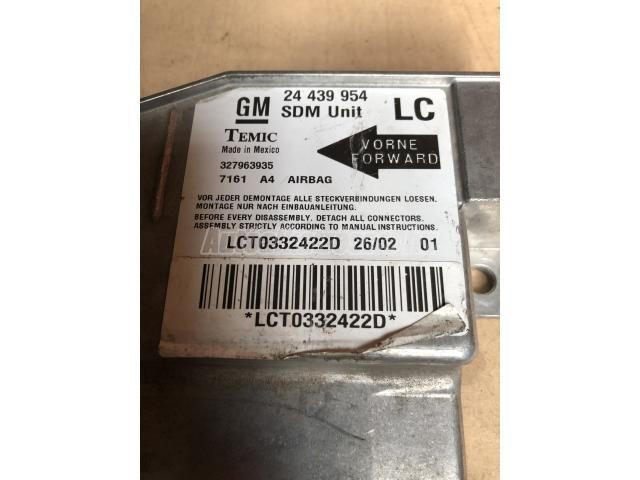 GM 24 439 954 LC
SDM Unit
TEMIC
Made in Mexico
VORNE
FORWARD
327963935
7161 A4 AIRBAG
VOR JEDER DEMONTAGE ALLE STECKVERBINDUNGEN LOESEN.
MONTAGE NUR NACH EINBAUANLEITUNG.
BEFORE EVERY DISASSEMBLY. DETACH ALL CONNECTORS.
ASSEMBLY STRICTLY ACCORDING TO MANUAL INSTRUCTIONS.
LCT0332422D 26/02 01
*LCT0332422D*